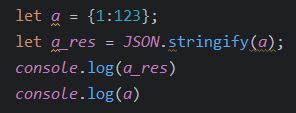 let a = {1:123};
let a_res = JSON.stringify(a);
console.log(a_res)
console.log(a)